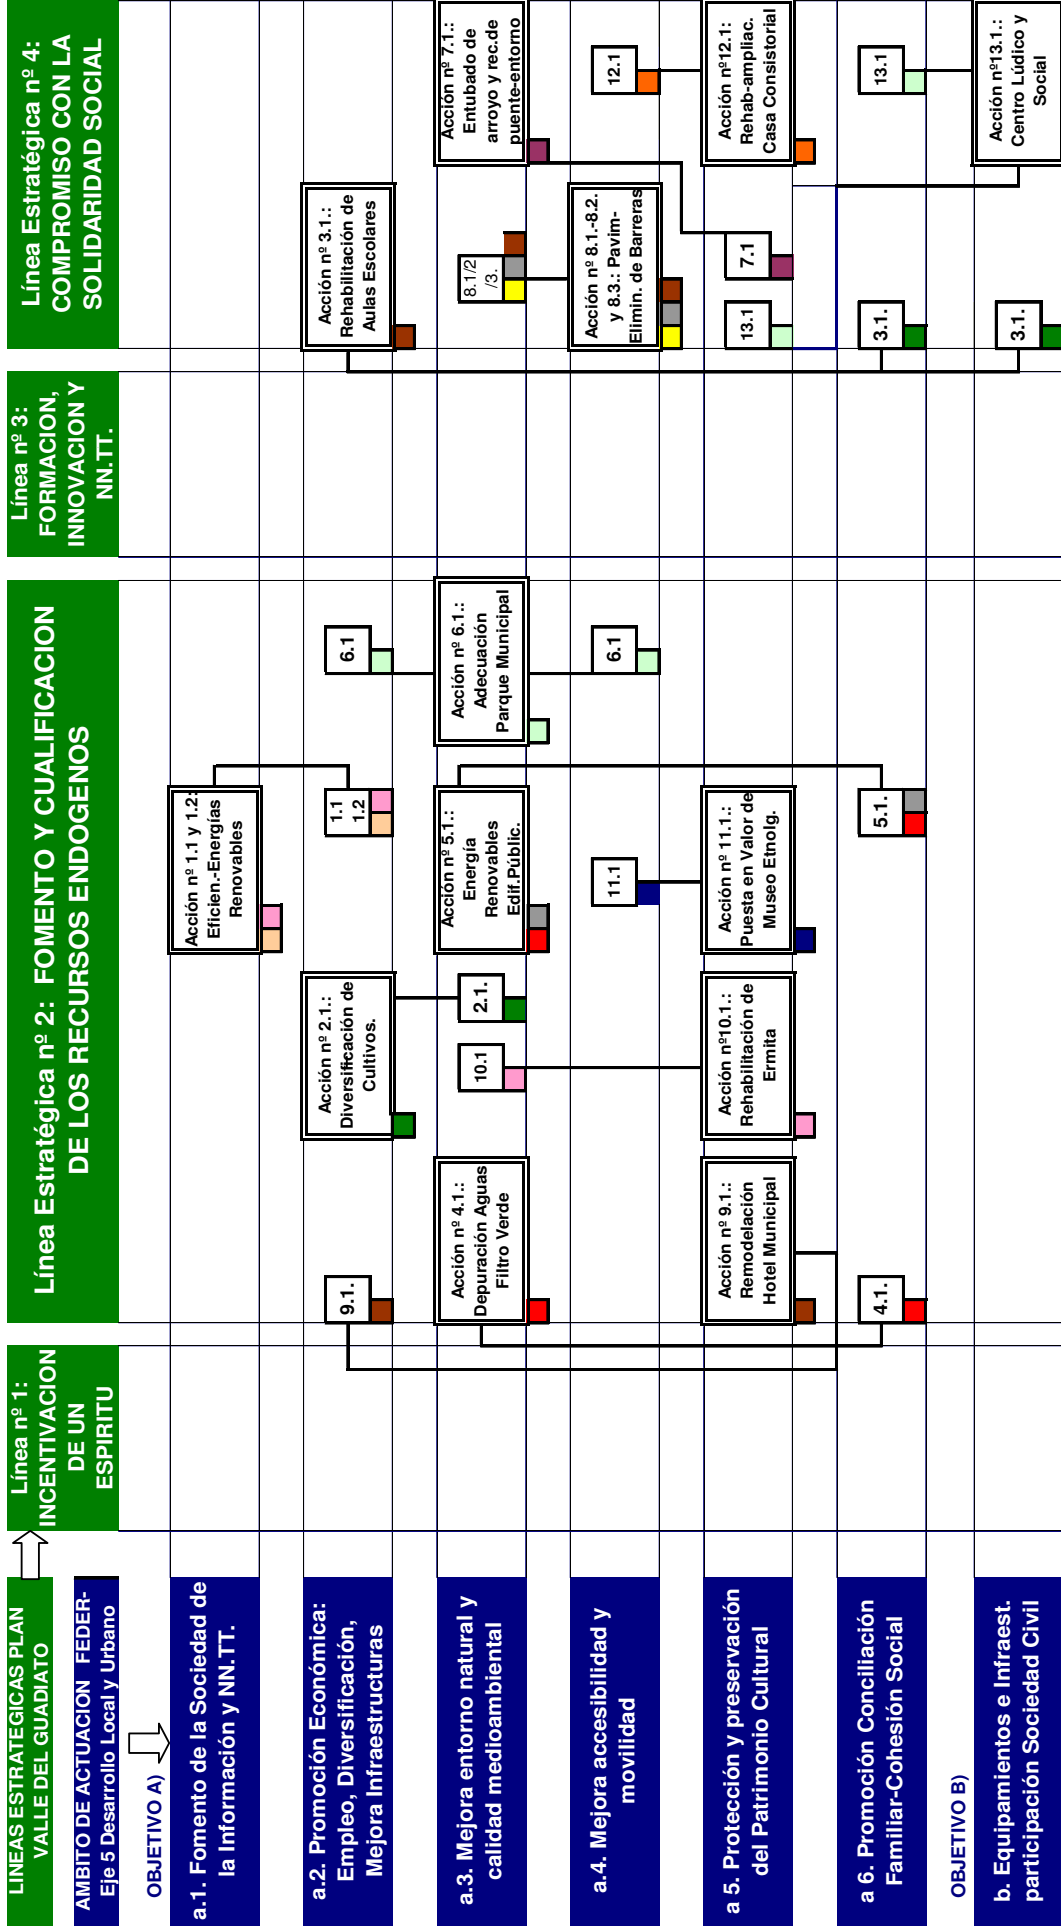 LINEAS ESTRATEGICAS PLAN
VALLE DEL GUADIATO
Línea nº 1:
INCENTIVACION
DE UN
ESPIRITU
Línea Estratégica nº 2:  FOMENTO Y CUALIFICACION
DE LOS RECURSOS ENDOGENOS
Línea nº 3:
FORMACION,
INNOVACION Y
NN.TT.
Línea Estratégica nº 4:
COMPROMISO CON LA
SOLIDARIDAD SOCIAL
AMBITO DE ACTUACION  FEDER-
Eje 5 Desarrollo Local y Urbano
OBJETIVO A)
a.1. Fomento de la Sociedad de
la Información y NN.TT.
Acción nº 1.1 y 1.2:
Eficien.-Energías
Renovables
a.2. Promoción Económica:
Empleo, Diversificación,
Mejora Infraestructuras
9.1.
Acción nº 2.1.:
Diversificación de
Cultivos.
1.1
1.2
6.1
Acción nº 3.1.:
Rehabilitación de
Aulas Escolares
a.3. Mejora entorno natural y
calidad medioambiental
Acción nº 4.1.:
Depuración Aguas
Filtro Verde
10.1
2.1.
Acción nº 5.1.:
Energía
Renovables
Edif.Públic.
Acción nº 6.1.:
Adecuación
Parque Municipal
8.1/2
/3.
Acción nº 7.1.:
Entubado de
arroyo y rec.de
puente-entorno
a.4. Mejora accesibilidad y
movilidad
11.1
6.1
Acción nº 8.1.-8.2.
y 8.3.: Pavim-
Elimin. de Barreras
12.1
a 5. Protección y preservación
del Patrimonio Cultural
Acción nº 9.1.:
Remodelación
Hotel Municipal
Acción nº10.1.:
Rehabilitación de
Ermita
Acción nº 11.1.:
Puesta en Valor de
Museo Etnolg.
13.1
7.1
Acción nº12.1:
Rehab-ampliac.
Casa Consistorial
a 6. Promoción Conciliación
Familiar-Cohesión Social
4.1.
5.1.
3.1.
13.1
OBJETIVO B)
b. Equipamientos e Infraest.
participación Sociedad Civil
3.1.
Acción nº13.1.:
Centro Lúdico y
Social